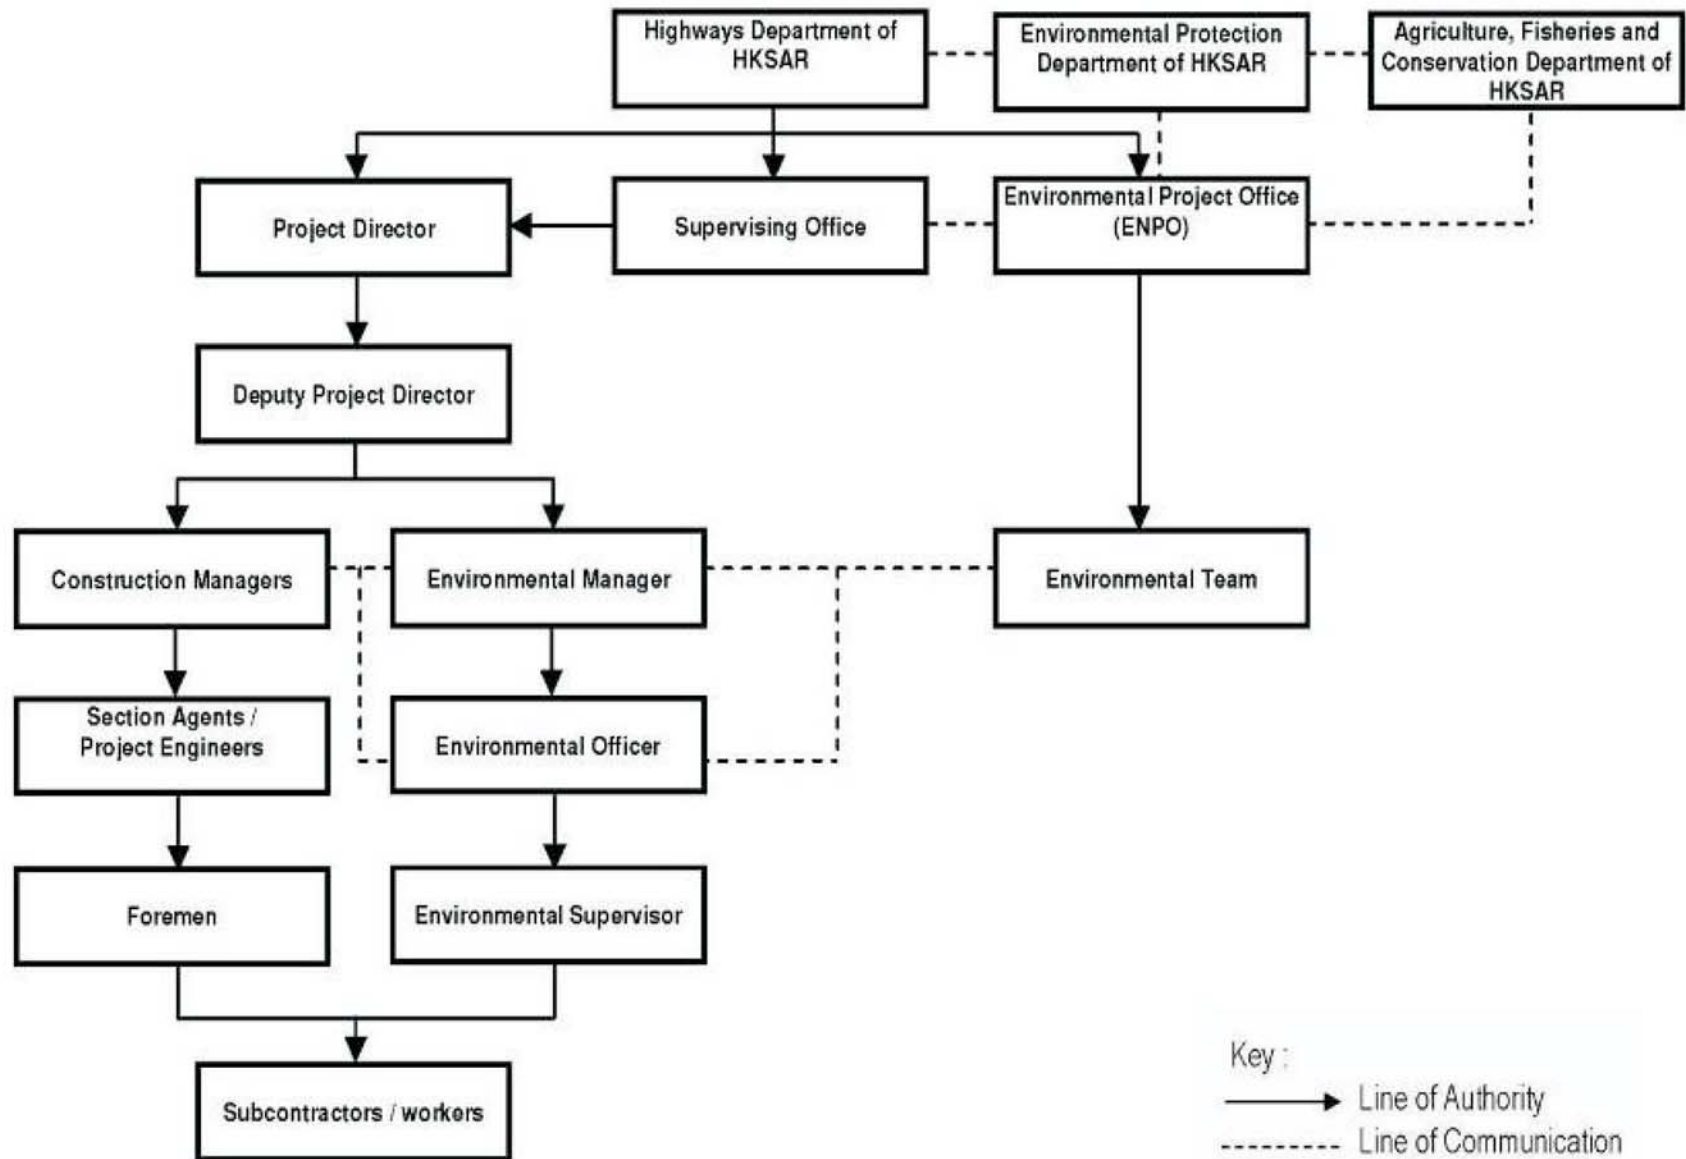 Highways Department of
HKSAR
Environmental Protection
Department of HKSAR
Agriculture, Fisheries and
Conservation Department of
HKSAR
Project Director
Supervising Office
Environmental Project Office
(ENPO)
Deputy Project Director
Construction Managers
Environmental Manager
Environmental Team
Section Agents /
Project Engineers
Environmental Officer
Foremen
Environmental Supervisor
Subcontractors / workers
Key :
Line of Authority
Line of Communication